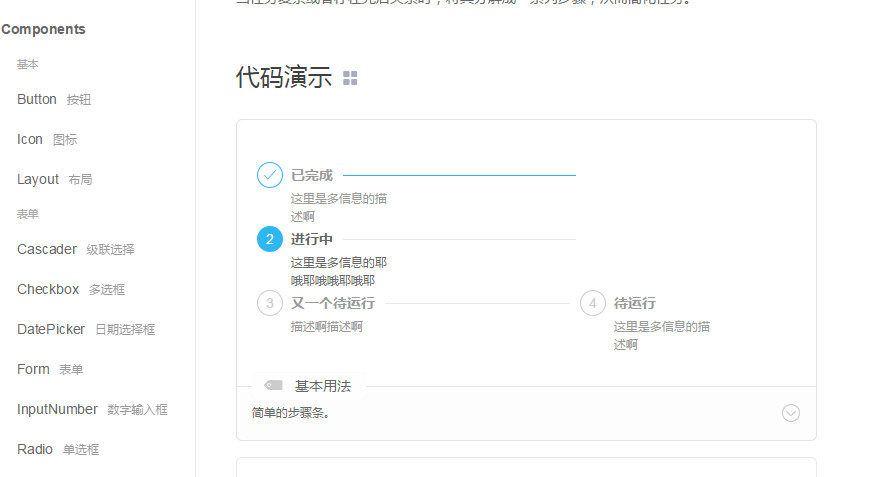 Components
基本
Button 按钮
Icon 图标
Layout 布局
表单
Cascader 级联选择
Checkbox 多选框
DatePicker 日期选择框
Form 表单
InputNumber 数字输入框
Radio 单选框
代码演示
已完成
这里是多信息的描
述啊
2 进行中
这里是多信息的耶
哦耶哦哦耶哦耶
3 又一个待运行
描述啊描述啊
4 待运行
这里是多信息的描
述啊
基本用法
简单的步骤条。